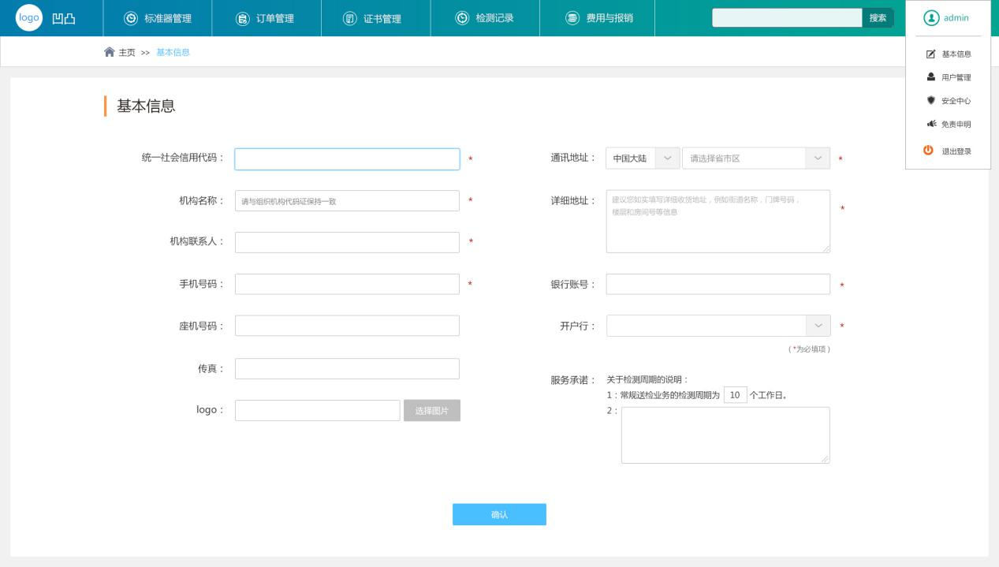 logo 凹凸 标准器管理 订单管理 证书管理 检测记录 费用与报销 搜索 admin
主页 >> 基本信息
基本信息
用户管理
安全中心
免责申明
退出登录
基本信息
统一社会信用代码：
*
机构名称：
请与组织机构代码证保持一致
*
机构联系人：
*
手机号码：
*
座机号码：
传真：
logo：
选择图片
通讯地址：
中国大陆
请选择省市区
*
详细地址：
建议您如实填写详细收货地址，例如街道名称，门牌号码，
楼层和房间号等信息
*
银行账号：
*
开户行：
*
( *为必填项 )
服务承诺：
关于检测周期的说明：
1：常规送检业务的检测周期为 10 个工作日。
2：
确认